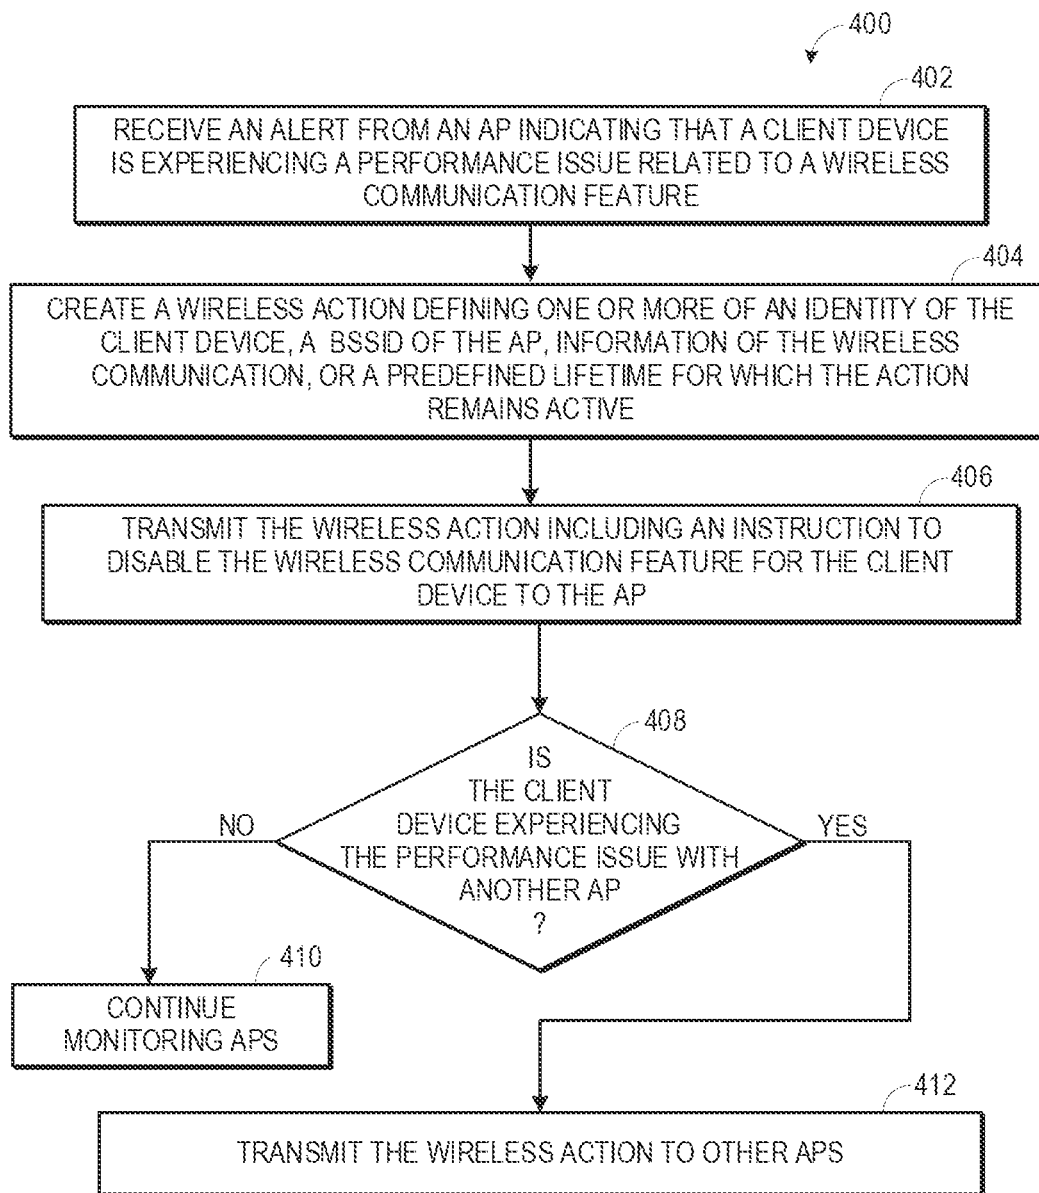 400
402
RECEIVE AN ALERT FROM AN AP INDICATING THAT A CLIENT DEVICE
IS EXPERIENCING A PERFORMANCE ISSUE RELATED TO A WIRELESS
COMMUNICATION FEATURE
404
CREATE A WIRELESS ACTION DEFINING ONE OR MORE OF AN IDENTITY OF THE
CLIENT DEVICE, A BSSID OF THE AP, INFORMATION OF THE WIRELESS
COMMUNICATION, OR A PREDEFINED LIFETIME FOR WHICH THE ACTION
REMAINS ACTIVE
406
TRANSMIT THE WIRELESS ACTION INCLUDING AN INSTRUCTION TO
DISABLE THE WIRELESS COMMUNICATION FEATURE FOR THE CLIENT
DEVICE TO THE AP
408
IS
THE CLIENT
DEVICE EXPERIENCING
THE PERFORMANCE ISSUE WITH
ANOTHER AP
?
NO
YES
410
CONTINUE
MONITORING APS
412
TRANSMIT THE WIRELESS ACTION TO OTHER APS